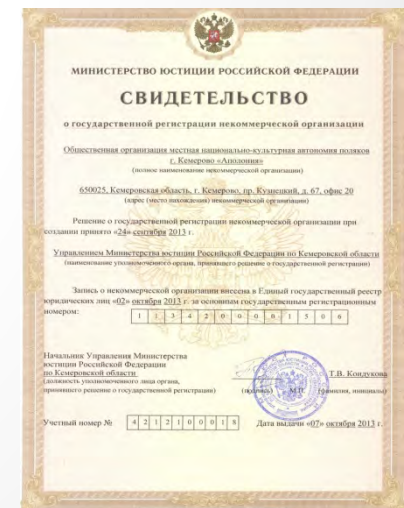 МИНИСТЕРСТВО ЮСТИЦИИ РОССИЙСКОЙ ФЕДЕРАЦИИ
СВИДЕТЕЛЬСТВО
о государственной регистрации некоммерческой организации
Общественная организация местная национально-культурная автономия поляков
г. Кемерово «Аполония»
(полное наименование некоммерческой организации)
650025, Кемеровская область, г. Кемерово, пр. Кузнецкий, д. 67, офис 20
(адрес (место нахождения) некоммерческой организации)
Решение о государственной регистрации некоммерческой организации при
создании принято «24» сентября 2013 г.
Управлением Министерства юстиции Российской Федерации по Кемеровской области
(наименование уполномоченного органа, принявшего решение о государственной регистрации)
Запись о некоммерческой организации внесена в Единый государственный реестр
юридических лиц «02» октября 2013 г. за основным государственным регистрационным
номером: 1 1 3 4 2 0 0 0 0 1 5 0 6
Начальник Управления Министерства
юстиции Российской Федерации
по Кемеровской области Т.В. Кондукова
(должность уполномоченного лица органа,
принявшего решение о государственной регистрации) (подпись) М.П. (фамилия, инициалы)
Учетный номер № 4 2 1 2 1 0 0 0 1 8 Дата выдачи «07» октября 2013 г.